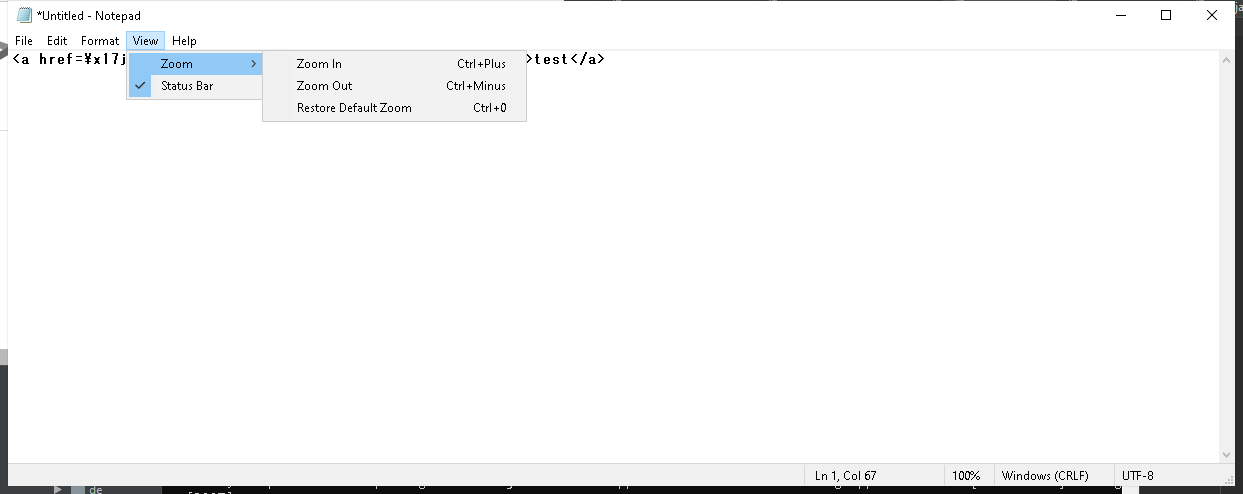 *Untitled - Notepad
File Edit Format View Help
<a href=¥x17j
>test</a>
Zoom
Status Bar
Zoom In Ctrl+Plus
Zoom Out Ctrl+Minus
Restore Default Zoom Ctrl+0
Ln 1, Col 67 100% Windows (CRLF) UTF-8
de